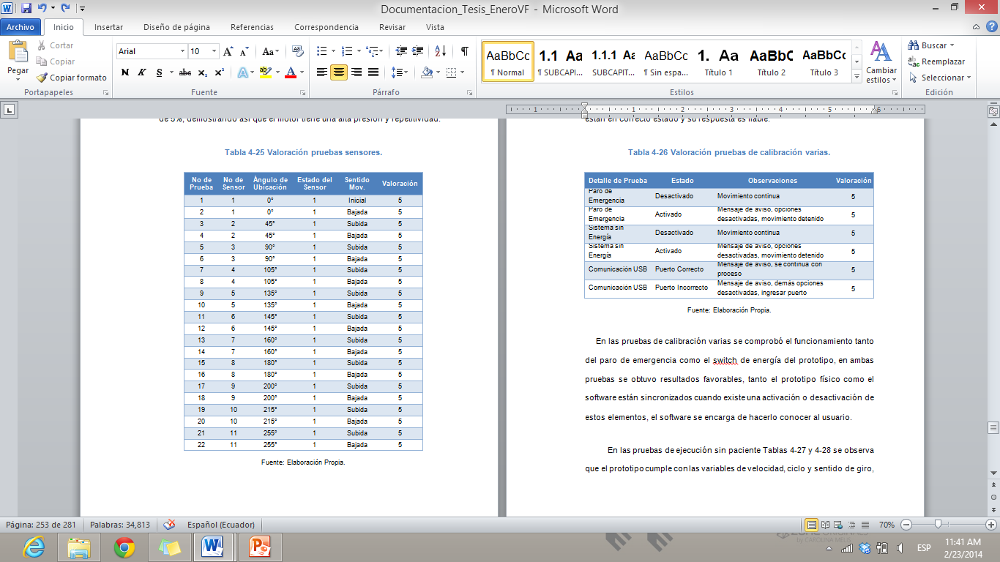 Documentacion_Tesis_EneroVF - Microsoft Word
Archivo Inicio Insertar Diseño de página Referencias Correspondencia Revisar Vista
Pegar
Cortar
Copiar
Copiar formato
Portapapeles
Arial 10
Fuente
Párrafo
AaBbCc 1.1 Aa 1.1.1 Aa AaBbCc 1. Aa AaBbC AaBbCc
¶ Normal ¶ SUBCAPI... SUBCAPIT... ¶ Sin espa... Título 1 Título 2 Título 3
Cambiar estilos
Estilos
Buscar
Reemplazar
Seleccionar
Edición
de 5%, demostrando así que el motor tiene una alta presión y repetitividad.
Tabla 4-25 Valoración pruebas sensores.
No de Prueba No de Sensor Ángulo de Ubicación Estado del Sensor Sentido Mov. Valoración
1 1 0° 1 Inicial 5
2 1 0° 1 Bajada 5
3 2 45° 1 Subida 5
4 2 45° 1 Bajada 5
5 3 90° 1 Subida 5
6 3 90° 1 Bajada 5
7 4 105° 1 Subida 5
8 4 105° 1 Bajada 5
9 5 135° 1 Subida 5
10 5 135° 1 Bajada 5
11 6 145° 1 Subida 5
12 6 145° 1 Bajada 5
13 7 160° 1 Subida 5
14 7 160° 1 Bajada 5
15 8 180° 1 Subida 5
16 8 180° 1 Bajada 5
17 9 200° 1 Subida 5
18 9 200° 1 Bajada 5
19 10 215° 1 Subida 5
20 10 215° 1 Bajada 5
21 11 255° 1 Subida 5
22 11 255° 1 Bajada 5
Fuente: Elaboración Propia.
están en correcto estado y su respuesta es fiable.
Tabla 4-26 Valoración pruebas de calibración varias.
Detalle de Prueba Estado Observaciones Valoración
Paro de Emergencia Desactivado Movimiento continua 5
Paro de Emergencia Activado Mensaje de aviso, opciones desactivadas, movimiento detenido 5
Sistema sin Energía Desactivado Movimiento continua 5
Sistema sin Energía Activado Mensaje de aviso, opciones desactivadas, movimiento detenido 5
Comunicación USB Puerto Correcto Mensaje de aviso, se continua con proceso 5
Comunicación USB Puerto Incorrecto Mensaje de aviso, demás opciones desactivadas, ingresar puerto 5
Fuente: Elaboración Propia.
En las pruebas de calibración varias se comprobó el funcionamiento tanto
del paro de emergencia como el switch de energía del prototipo, en ambas
pruebas se obtuvo resultados favorables, tanto el prototipo físico como el
software están sincronizados cuando existe una activación o desactivación de
estos elementos, el software se encarga de hacerlo conocer al usuario.
En las pruebas de ejecución sin paciente Tablas 4-27 y 4-28 se observa
que el prototipo cumple con las variables de velocidad, ciclo y sentido de giro,
Página: 253 de 281 Palabras: 34,813 Español (Ecuador) 70%
ESP
11:41 AM
2/23/2014